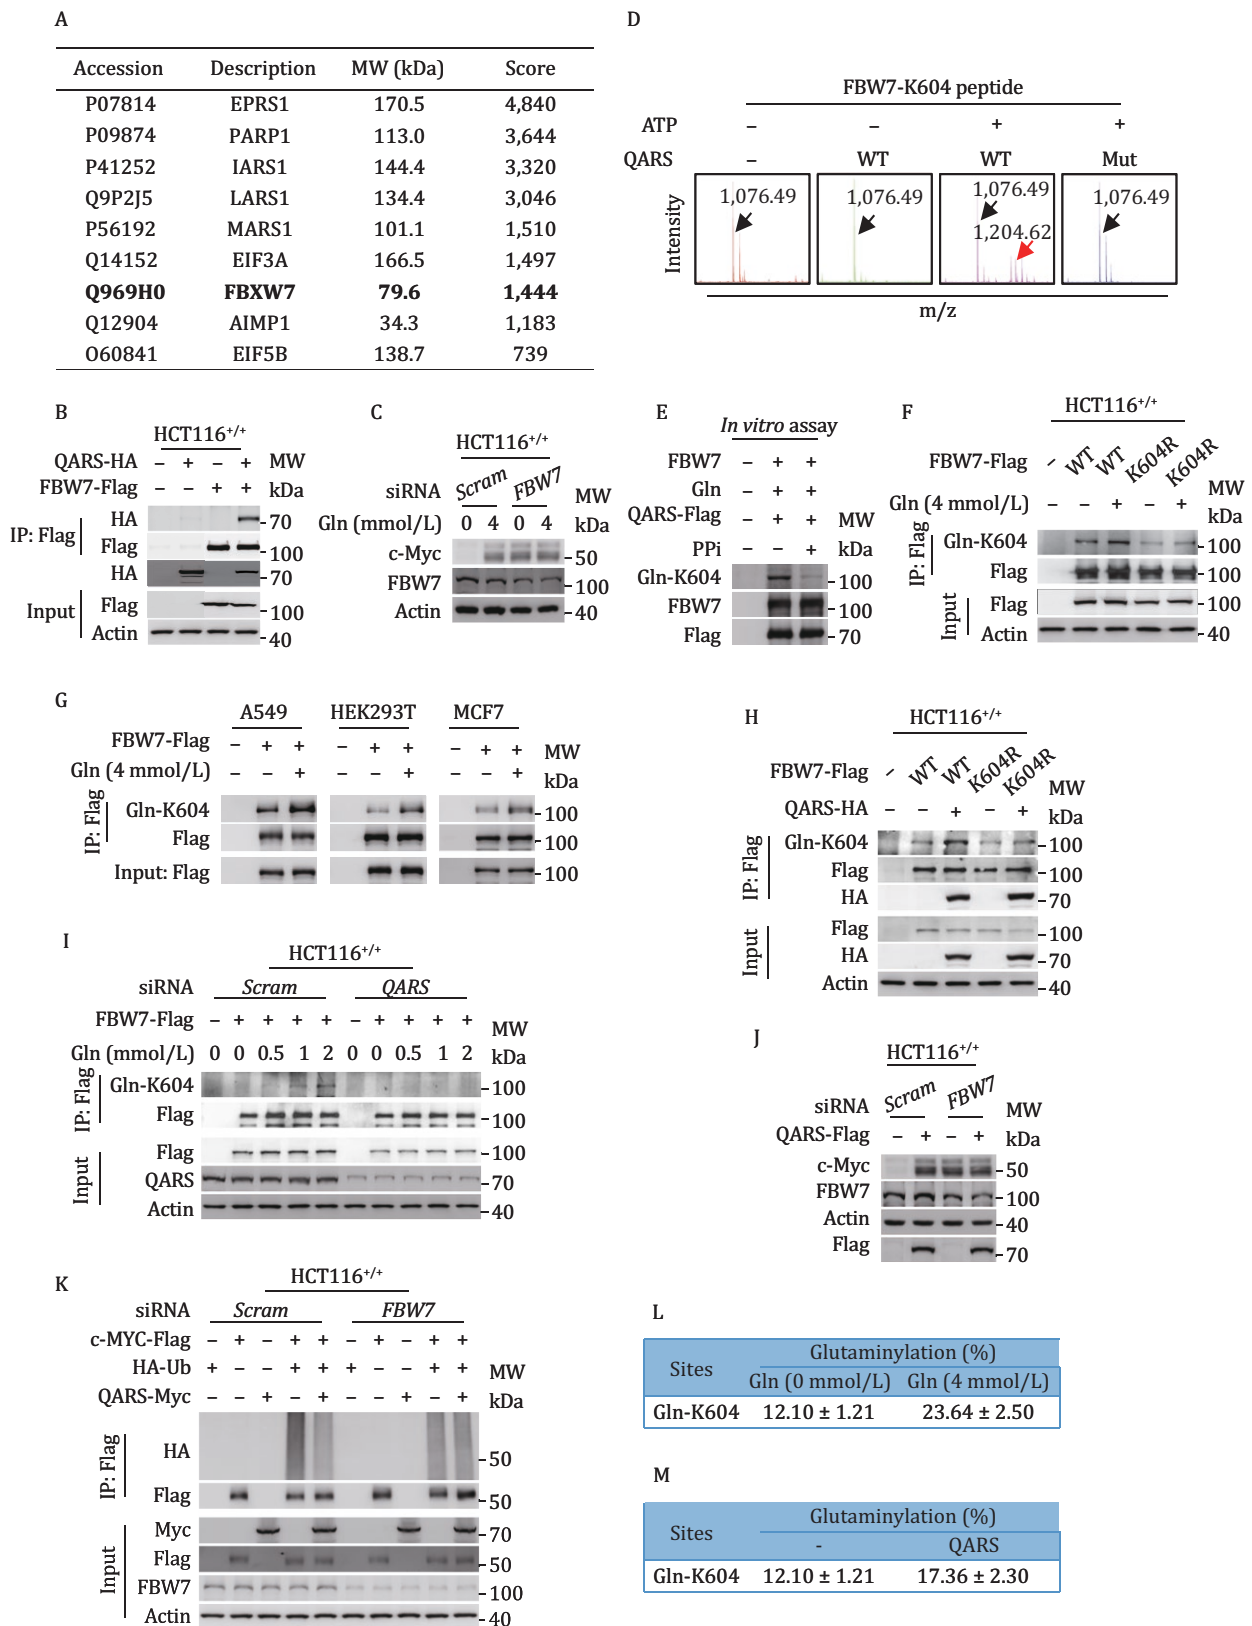 A
Accession Description MW (kDa) Score
P07814 EPRS1 170.5 4,840
P09874 PARP1 113.0 3,644
P41252 IARS1 144.4 3,320
Q9P2J5 LARS1 134.4 3,046
P56192 MARS1 101.1 1,510
Q14152 EIF3A 166.5 1,497
Q969H0 FBXW7 79.6 1,444
Q12904 AIMP1 34.3 1,183
O60841 EIF5B 138.7 739
D
FBW7-K604 peptide
ATP – – + +
QARS – WT WT Mut
Intensity
1,076.49 1,076.49 1,076.49 1,076.49
1,204.62
m/z
B
HCT116+/+
QARS-HA – + – + MW
FBW7-Flag – – + + kDa
IP: Flag
HA -70
Flag -100
Input
HA -70
Flag -100
Actin -40
C
HCT116+/+
siRNA Scram FBW7 MW
Gln (mmol/L) 0 4 0 4 kDa
c-Myc -50
FBW7 -100
Actin -40
E
In vitro assay
FBW7 – + +
Gln – + +
QARS-Flag – + + MW
PPi – – + kDa
Gln-K604 -100
FBW7 -100
Flag -70
F
HCT116+/+
FBW7-Flag – WT WT K604R K604R
Gln (4 mmol/L) – – + – + MW
kDa
IP: Flag
Gln-K604 -100
Flag -100
Input
Flag -100
Actin -40
G
A549 HEK293T MCF7
FBW7-Flag – + + – + + – + + MW
Gln (4 mmol/L) – – + – – + – – + kDa
IP: Flag
Gln-K604 -100
Flag -100
Input: Flag -100
H
HCT116+/+
FBW7-Flag – WT WT K604R K604R MW
QARS-HA – – + – + kDa
IP: Flag
Gln-K604 -100
Flag -100
HA -70
Input
Flag -100
HA -70
Actin -40
I
HCT116+/+
siRNA Scram QARS
FBW7-Flag – + + + + – + + + + MW
Gln (mmol/L) 0 0 0.5 1 2 0 0 0.5 1 2 kDa
IP: Flag
Gln-K604 -100
Flag -100
Input
Flag -100
QARS -70
Actin -40
J
HCT116+/+
siRNA Scram FBW7 MW
QARS-Flag – + – + kDa
c-Myc -50
FBW7 -100
Actin -40
Flag -70
K
HCT116+/+
siRNA Scram FBW7
c-MYC-Flag – + – + + – + – + +
HA-Ub + – – + + + – – + + MW
QARS-Myc – – + – + – – + – + kDa
IP: Flag
HA -50
Flag -50
Input
Myc -70
Flag -50
FBW7 -100
Actin -40
L
Sites Glutaminylation (%)
Gln (0 mmol/L) Gln (4 mmol/L)
Gln-K604 12.10 ± 1.21 23.64 ± 2.50
M
Sites Glutaminylation (%)
- QARS
Gln-K604 12.10 ± 1.21 17.36 ± 2.30